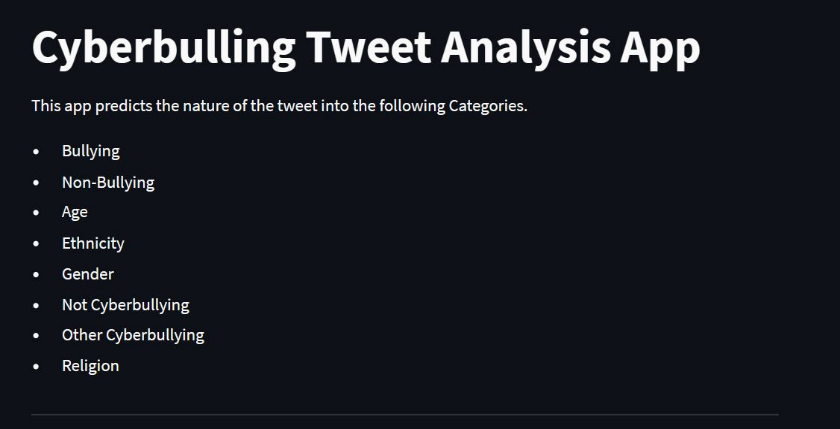 Cyberbulling Tweet Analysis App
This app predicts the nature of the tweet into the following Categories.
• Bullying
• Non-Bullying
• Age
• Ethnicity
• Gender
• Not Cyberbullying
• Other Cyberbullying
• Religion